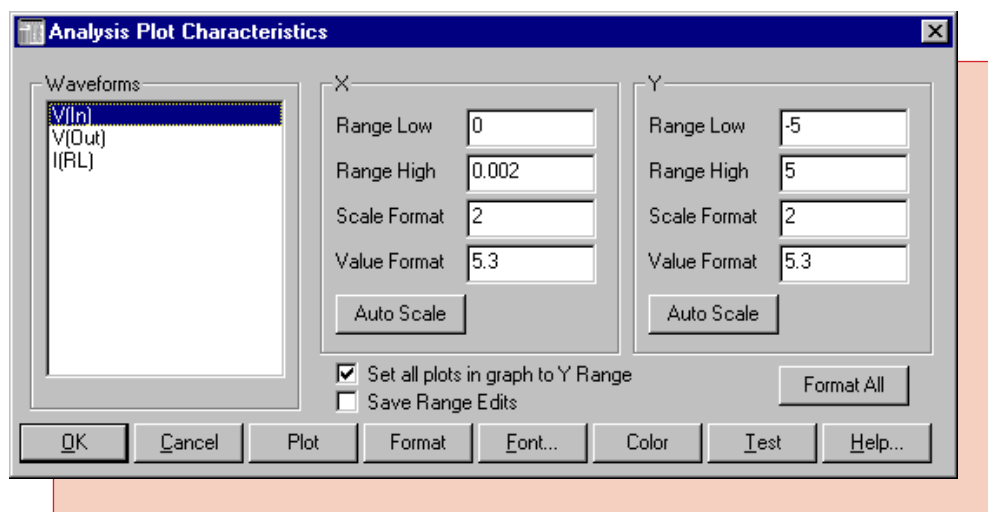 Analysis Plot Characteristics
Waveforms
V(In)
V(Out)
I(RL)
X
Range Low 0
Range High 0.002
Scale Format 2
Value Format 5.3
Auto Scale
Y
Range Low -5
Range High 5
Scale Format 2
Value Format 5.3
Auto Scale
Set all plots in graph to Y Range
Save Range Edits
Format All
OK Cancel Plot Format Font... Color Test Help...